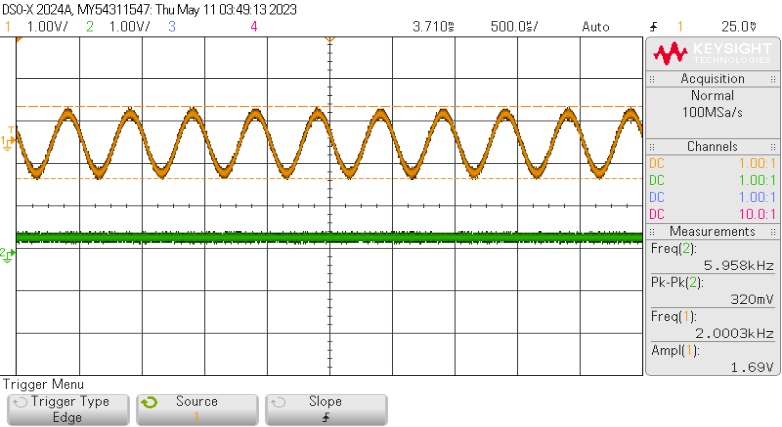 DSO-X 2024A, MY54311547: Thu May 11 03:49:13 2023
1 1.00V/ 2 1.00V/ 3 4 3.710s 500.0s/ Auto 1 25.0
KEYSIGHT
TECHNOLOGIES
Acquisition
Normal
100MSa/s
Channels
DC 1.00:1
DC 1.00:1
DC 1.00:1
DC 10.0:1
Measurements
Freq(2):
5.958kHz
Pk-Pk(2):
320mV
Freq(1):
2.0003kHz
Ampl(1):
1.69V
1
T
2
Trigger Menu
Trigger Type
Edge
Source
1
Slope